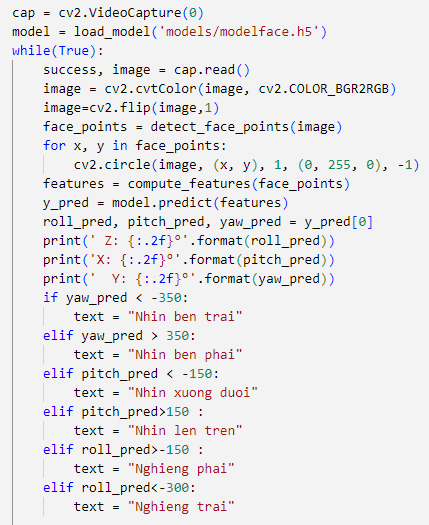 cap = cv2.VideoCapture(0)
model = load_model('models/modelface.h5')
while(True):
    success, image = cap.read()
    image = cv2.cvtColor(image, cv2.COLOR_BGR2RGB)
    image=cv2.flip(image,1)
    face_points = detect_face_points(image)
    for x, y in face_points:
        cv2.circle(image, (x, y), 1, (0, 255, 0), -1)
    features = compute_features(face_points)
    y_pred = model.predict(features)
    roll_pred, pitch_pred, yaw_pred = y_pred[0]
    print(' Z: {:.2f}°'.format(roll_pred))
    print('X: {:.2f}°'.format(pitch_pred))
    print('  Y: {:.2f}°'.format(yaw_pred))
    if yaw_pred < -350:
        text = "Nhin ben trai"
    elif yaw_pred > 350:
        text = "Nhin ben phai"
    elif pitch_pred < -150:
        text = "Nhin xuong duoi"
    elif pitch_pred>150 :
        text = "Nhin len tren"
    elif roll_pred>-150 :
        text = "Nghieng phai"
    elif roll_pred<-300:
        text = "Nghieng trai"